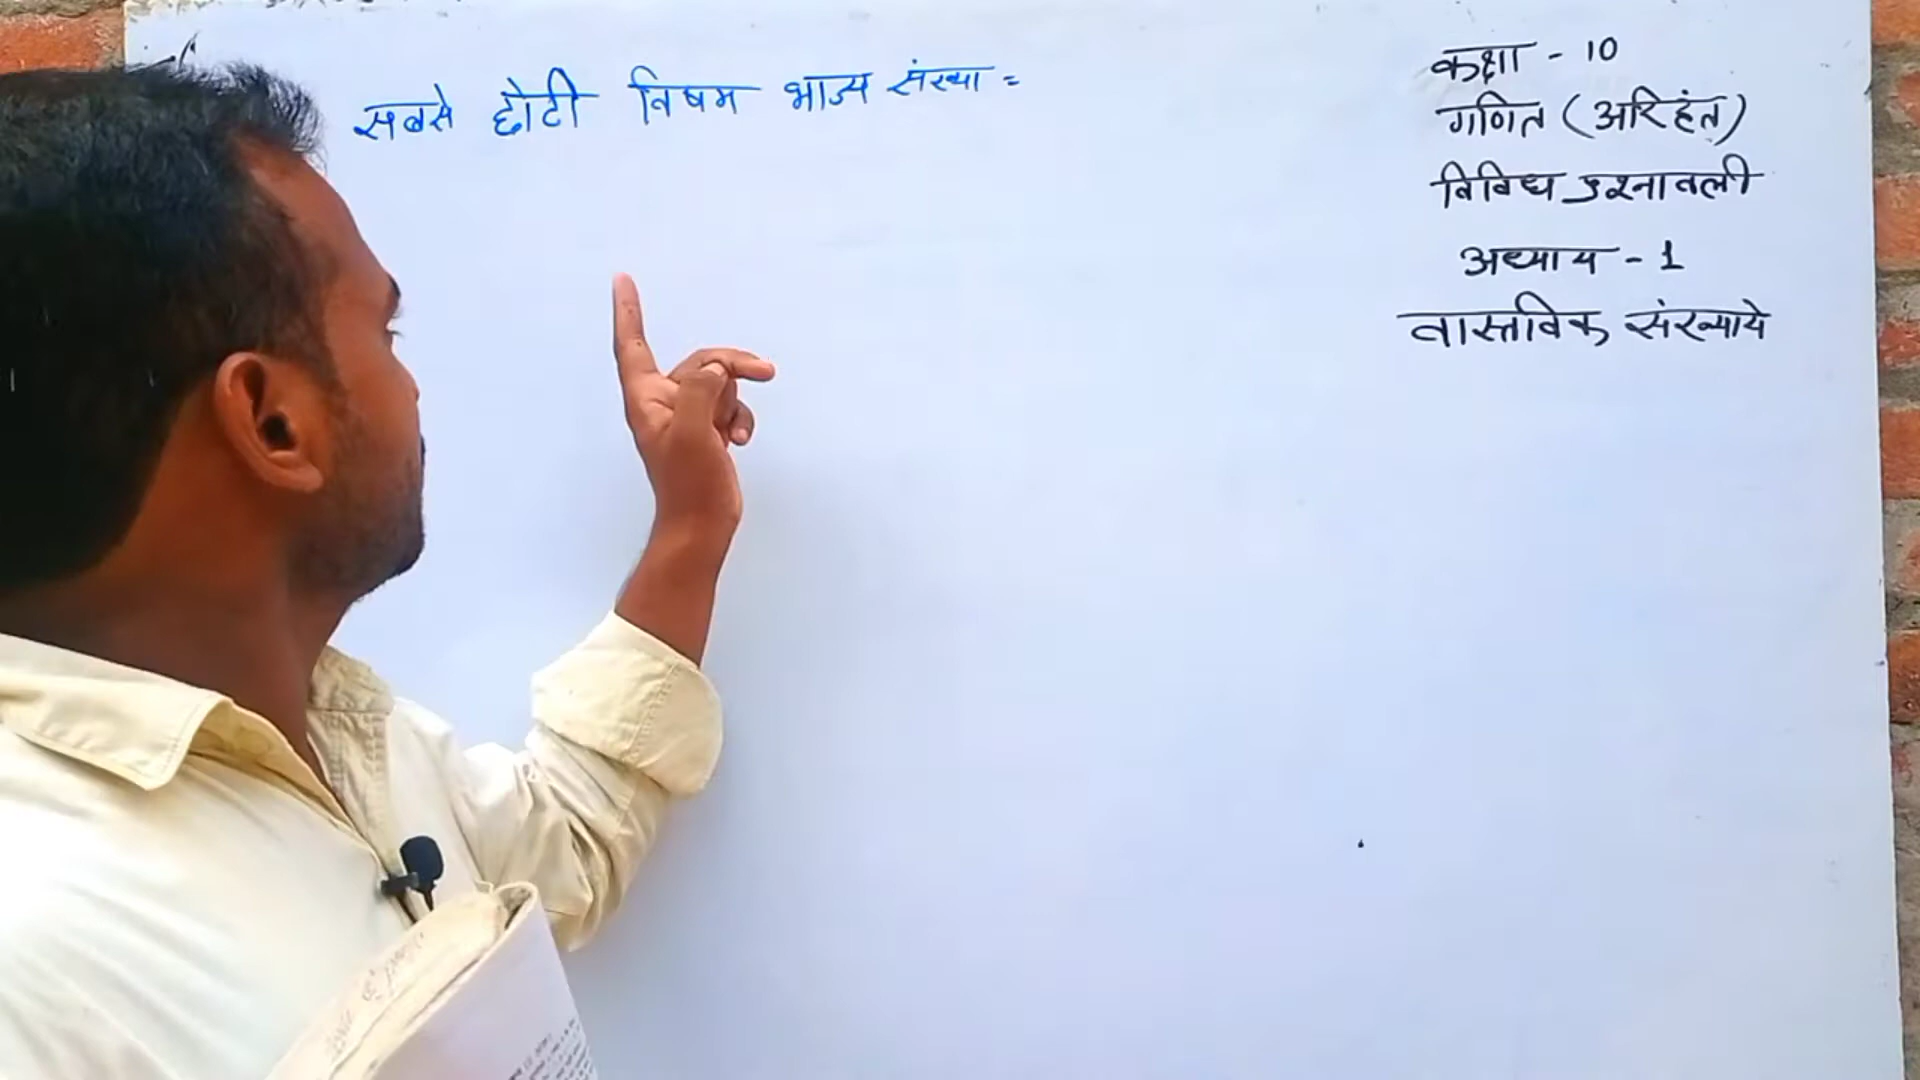 सबसे छोटी विषम भाज्य संख्या =
कक्षा - 10
गणित (अरिहंत)
विविध प्रश्नावली
अध्याय - 1
वास्तविक संख्याये